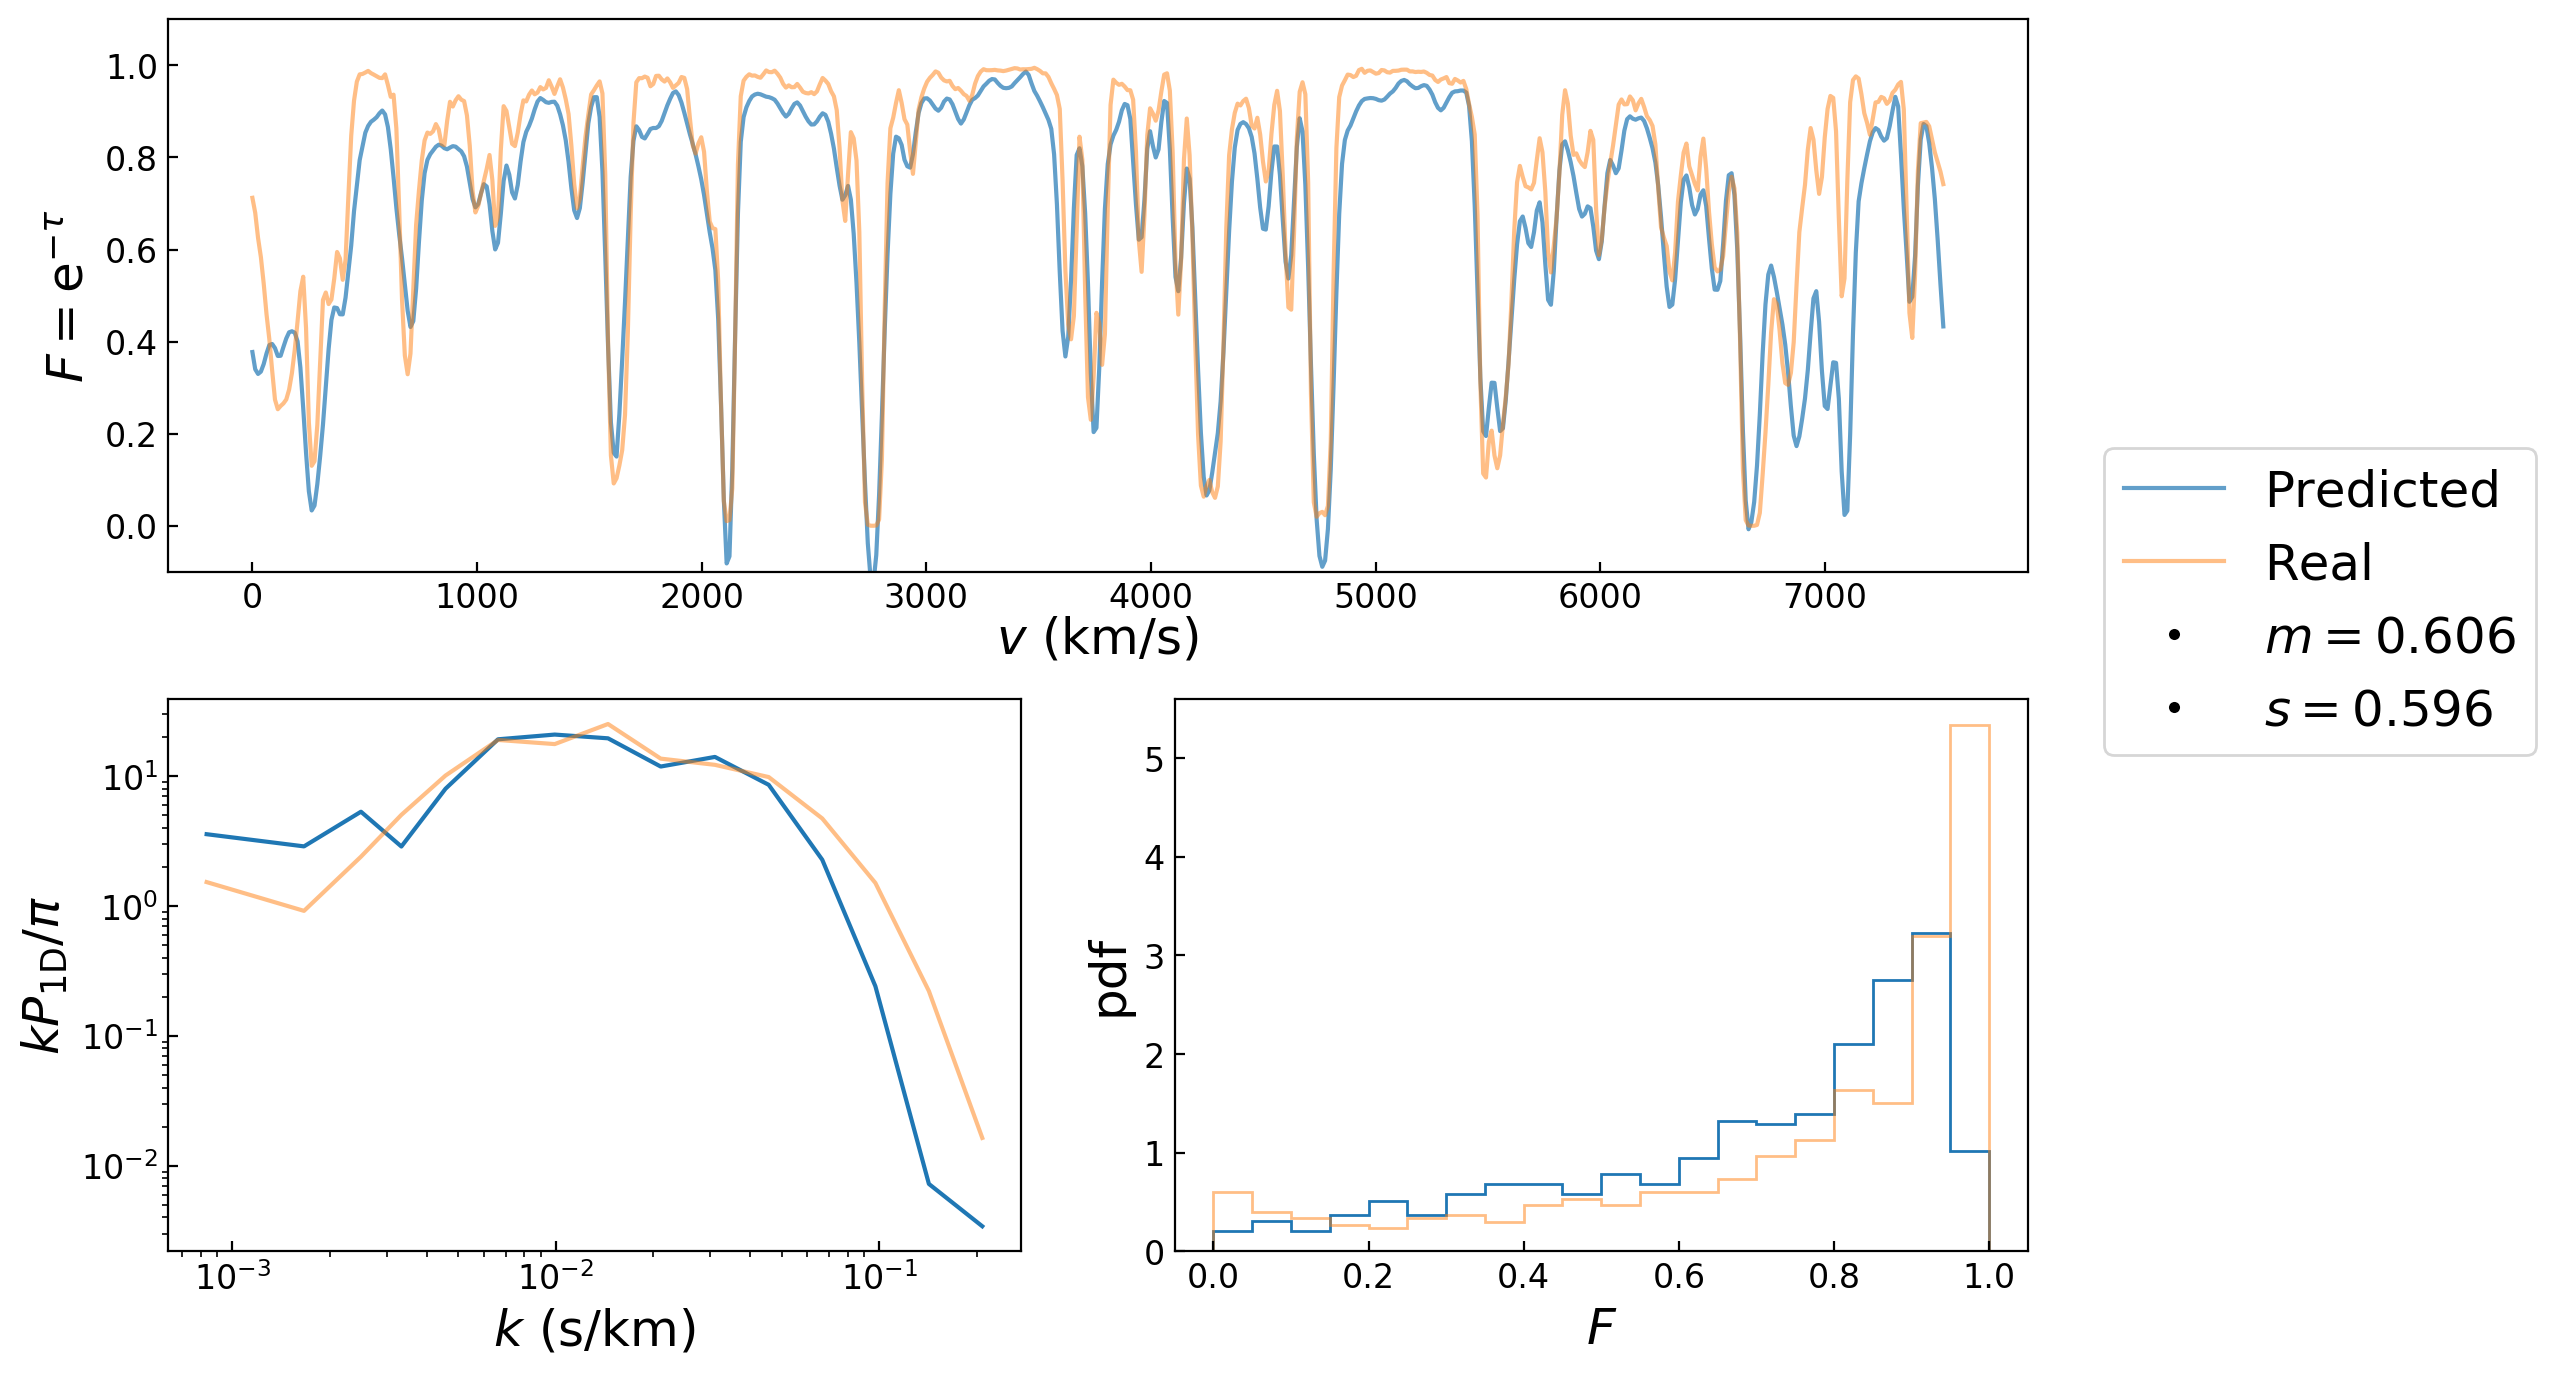 1.0
0.8
0.6
0.4
0.2
0.0
F = e^{−τ}
0 1000 2000 3000 4000 5000 6000 7000
v (km/s)
Predicted
Real
m = 0.606
s = 0.596
10^1
10^0
10^{−1}
10^{−2}
kP_{1D}/π
10^{−3} 10^{−2} 10^{−1}
k (s/km)
5
4
3
2
1
0
pdf
0.0 0.2 0.4 0.6 0.8 1.0
F